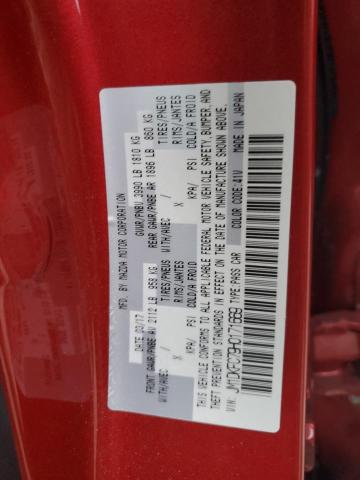 MFD. BY MAZDA MOTOR CORPORATION
DATE: 03/17 GVWR/PNBV: 3990 LB 1810 KG
FRONT GAWR/PNBE AV 2112 LB 958 KG REAR GAWR/PNBE AR 1896 LB 860 KG
WITH/AVEC TIRES/PNEUS WITH/AVEC TIRES/PNEUS
/ X RIMS/JANTES / X RIMS/JANTES
KPA/ PSI COLD/A FROID KPA/ PSI COLD/A FROID
THIS VEHICLE CONFORMS TO ALL APPLICABLE FEDERAL MOTOR VEHICLE SAFETY, BUMPER, AND
THEFT PREVENTION STANDARDS IN EFFECT ON THE DATE OF MANUFACTURE SHOWN ABOVE.
MADE IN JAPAN
VIN: TYPE: PASS CAR COLOR CODE: 41V